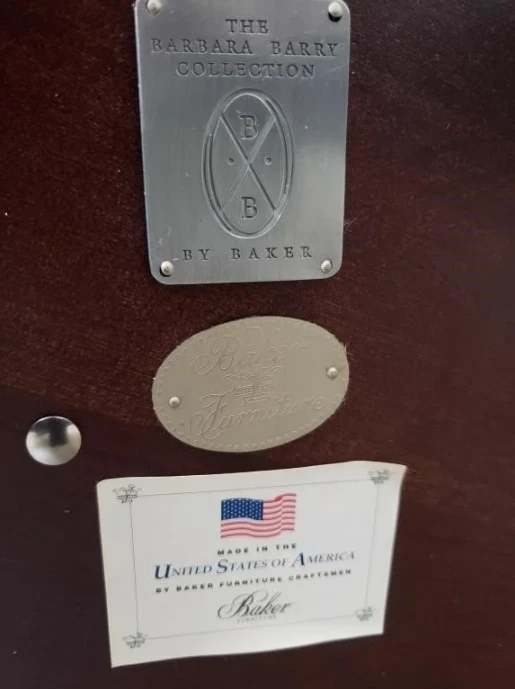 THE
BARBARA BARRY
COLLECTION
B
B
BY BAKER
Baker
Furniture
MADE IN THE
UNITED STATES OF AMERICA
BY BAKER FURNITURE CRAFTSMEN
Baker
FURNITURE